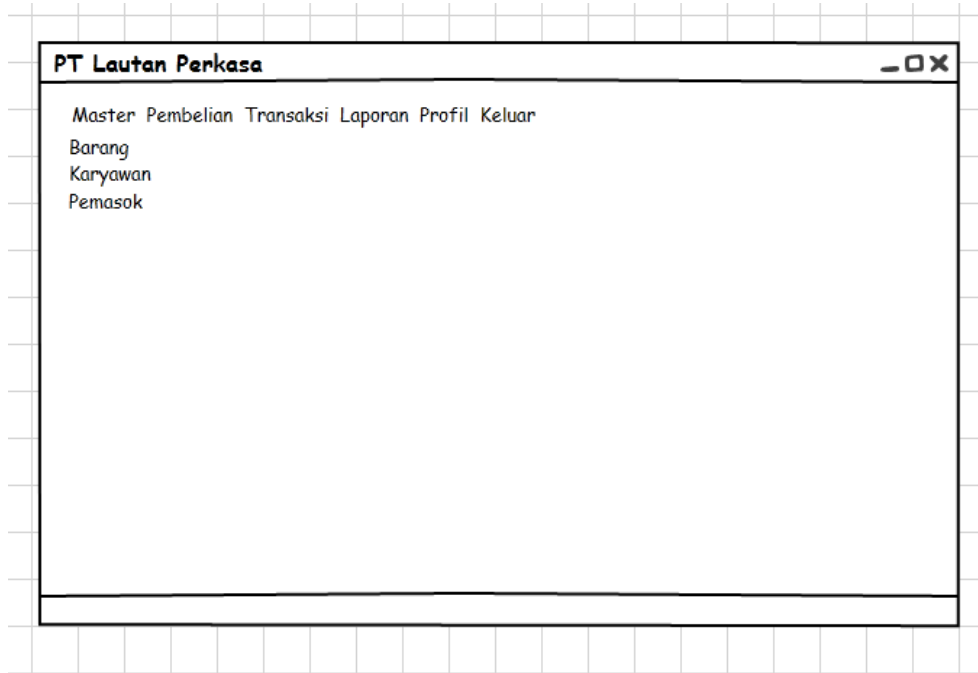 PT Lautan Perkasa
Master Pembelian Transaksi Laporan Profil Keluar
Barang
Karyawan
Pemasok